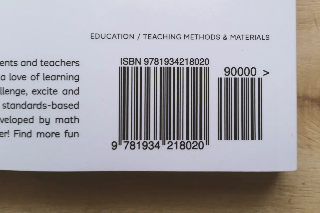 EDUCATION / TEACHING METHODS & MATERIALS
ISBN 9781934218020
90000 >
9 781934 218020
ents and teachers
a love of learning
llenge, excite and
standards-based
veloped by math
er! Find more fun